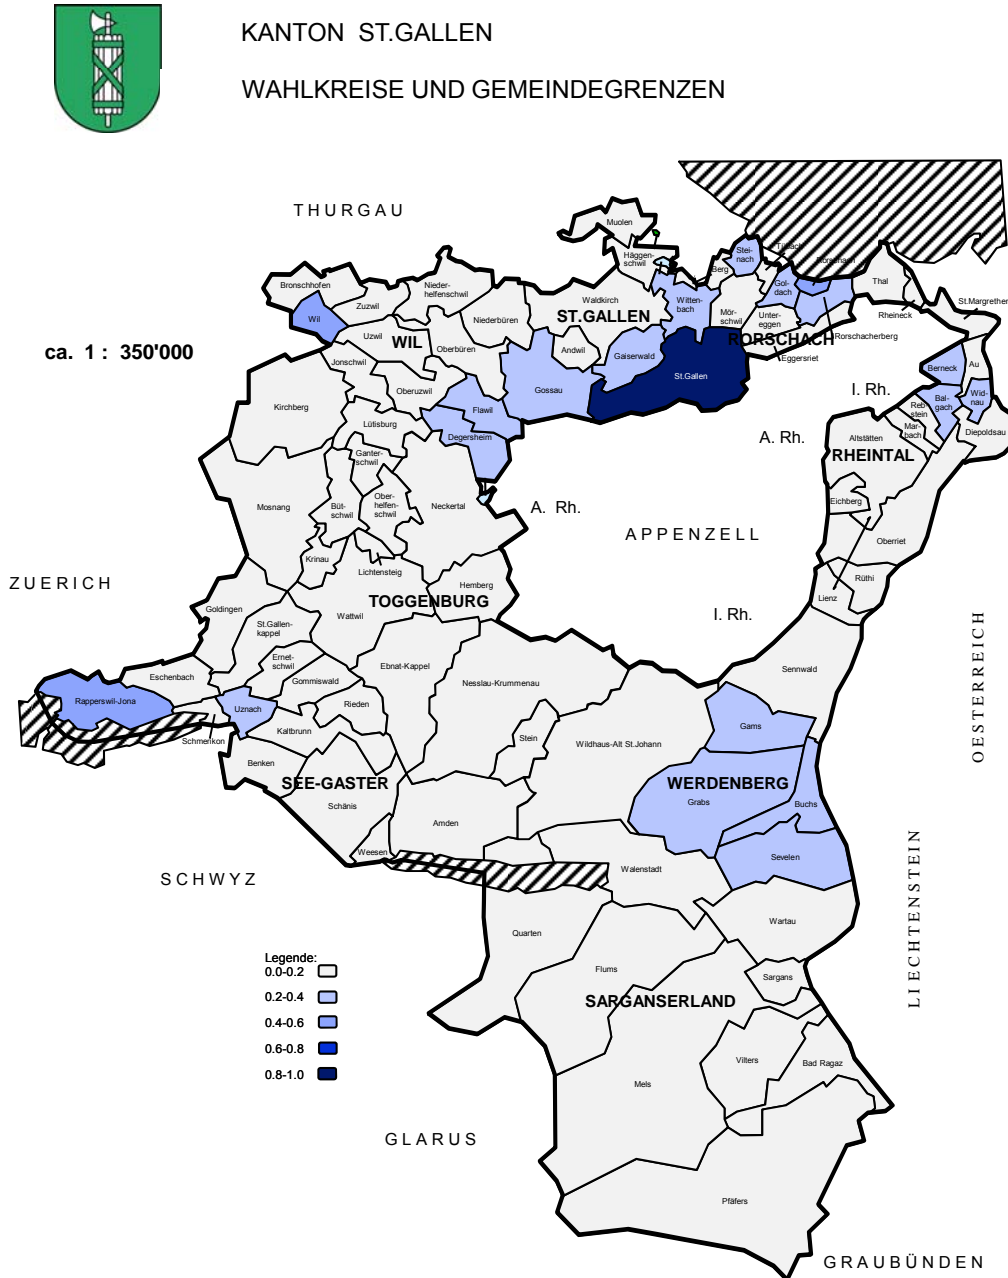 KANTON ST.GALLEN
WAHLKREISE UND GEMEINDEGRENZEN
THURGAU
Muolen
Häggen-
schwil
Stei-
nach
Tübach
Rorschach
Berg
Bronschhofen
Nieder-
helfenschwil
Zuzwil
Waldkirch
Witten-
bach
Gol-
dach
Thal
St.Margrethen
Wil
Niederbüren
ST.GALLEN
Mör-
schwil
Unter-
eggen
Rheineck
Rorschacherberg
RORSCHACH
Uzwil
WIL
Oberbüren
Andwil
Gaiserwald
Eggersriet
ca. 1 : 350'000
Jonschwil
Oberuzwil
Gossau
St.Gallen
Berneck
Au
I. Rh.
Kirchberg
Flawil
Reb-
stein
Bal-
gach
Wid-
nau
Lütisburg
Degersheim
Mar-
bach
Diepoldsau
A. Rh.
Altstätten
RHEINTAL
Ganter-
schwil
Mosnang
Büt-
schwil
Ober-
helfen-
schwil
Neckertal
A. Rh.
Eichberg
APPENZELL
Oberriet
Krinau
Lichtensteig
Hemberg
Rüthi
Lienz
ZUERICH
Goldingen
TOGGENBURG
Wattwil
I. Rh.
St.Gallen-
kappel
Ernet-
schwil
Ebnat-Kappel
Sennwald
OESTERREICH
Eschenbach
Gommiswald
Nesslau-Krummenau
Rapperswil-Jona
Uznach
Rieden
Gams
Schmerikon
Kaltbrunn
Stein
Wildhaus-Alt St.Johann
Benken
SEE-GASTER
WERDENBERG
Schänis
Grabs
Buchs
Amden
Weesen
Sevelen
Walenstadt
SCHWYZ
LIECHTENSTEIN
Wartau
Quarten
Legende:
0.0-0.2
0.2-0.4
0.4-0.6
0.6-0.8
0.8-1.0
Flums
Sargans
SARGANSERLAND
Vilters
Bad Ragaz
Mels
GLARUS
Pfäfers
GRAUBÜNDEN